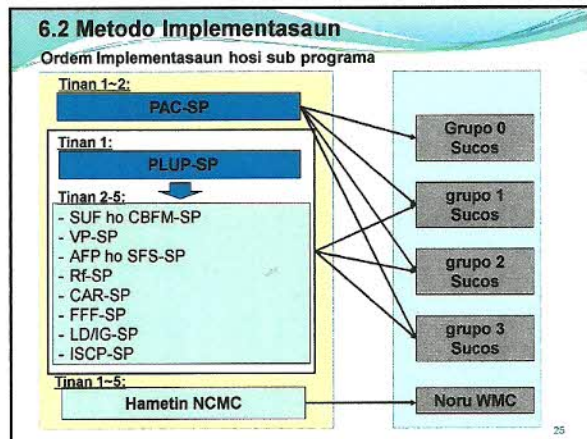 6.2 Metodo Implementasaun
Ordem Implementasaun hosi sub programa
Tinan 1~2:
PAC-SP
Tinan 1:
PLUP-SP
Tinan 2-5:
- SUF ho CBFM-SP
- VP-SP
- AFP ho SFS-SP
- Rf-SP
- CAR-SP
- FFF-SP
- LD/IG-SP
- ISCP-SP
Tinan 1~5:
Hametin NCMC
Grupo 0
Sucos
grupo 1
Sucos
grupo 2
Sucos
grupo 3
Sucos
Noru WMC
25